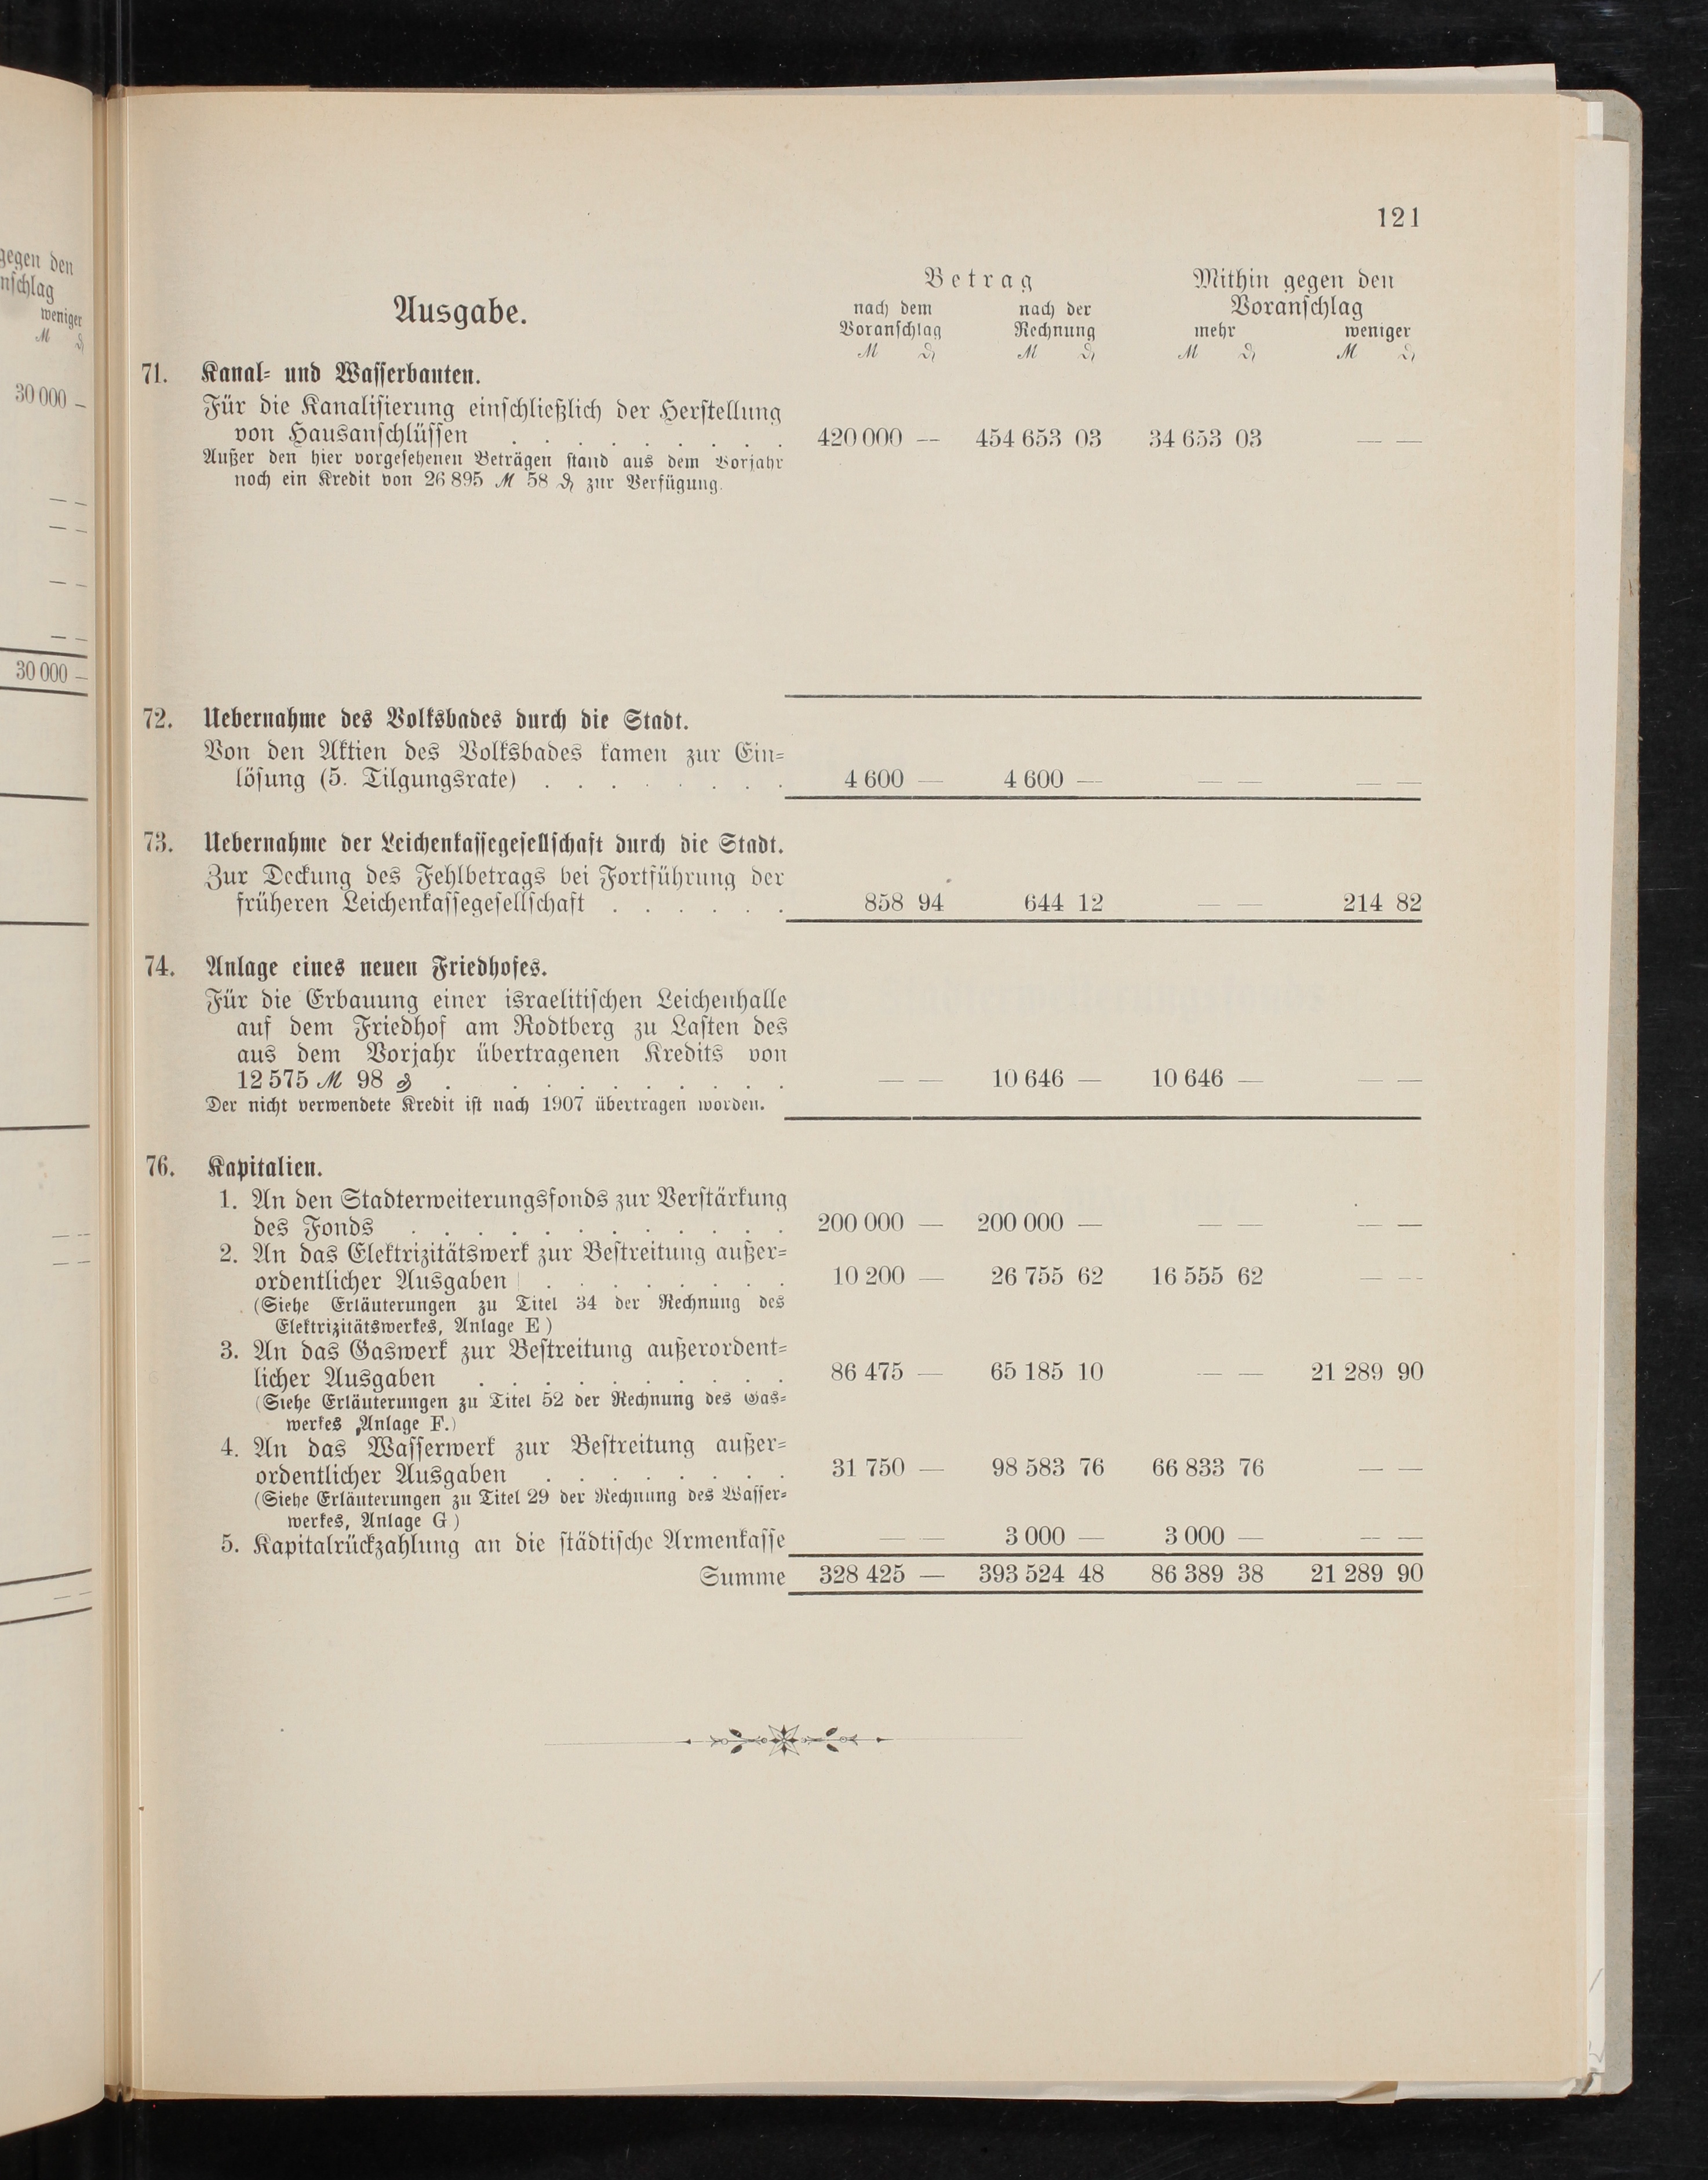 gegen den
nschlag
weniger
ℳ ₰
30 000 —
— —
— —
— —
— —
30 000 —
— —
— —
— —
121
Ausgabe.
Betrag
Mithin gegen den
Voranschlag
nach dem
Voranschlag
nach der
Rechnung
mehr
weniger
ℳ ₰ ℳ ₰ ℳ ₰ ℳ ₰
71. Kanal- und Wasserbauten.
Für die Kanalisierung einschließlich der Herstellung
von Hausanschlüssen . . . . . . . . . 420 000 — 454 653 03 34 653 03 — —
Außer den hier vorgesehenen Beträgen stand aus dem Vorjahr
noch ein Kredit von 26 895 ℳ 58 ₰ zur Verfügung.
72. Uebernahme des Volksbades durch die Stadt.
Von den Aktien des Volksbades kamen zur Ein-
lösung (5. Tilgungsrate) . . . . . . . . 4 600 — 4 600 — — — — —
73. Uebernahme der Leichenkassegesellschaft durch die Stadt.
Zur Deckung des Fehlbetrags bei Fortführung der
früheren Leichenkassegesellschaft . . . . . . 858 94 644 12 — — 214 82
74. Anlage eines neuen Friedhofes.
Für die Erbauung einer israelitischen Leichenhalle
auf dem Friedhof am Rodtberg zu Lasten des
aus dem Vorjahr übertragenen Kredits von
12 575 ℳ 98 ₰ . . . . . . . . . . — — 10 646 — 10 646 — — —
Der nicht verwendete Kredit ist nach 1907 übertragen worden.
76. Kapitalien.
1. An den Stadterweiterungsfonds zur Verstärkung
des Fonds . . . . . . . . . . . . 200 000 — 200 000 — — — — —
2. An das Elektrizitätswerk zur Bestreitung außer-
ordentlicher Ausgaben . . . . . . . . 10 200 — 26 755 62 16 555 62 — —
(Siehe Erläuterungen zu Titel 34 der Rechnung des
Elektrizitätswerkes, Anlage E)
3. An das Gaswerk zur Bestreitung außerordent-
licher Ausgaben . . . . . . . . . . 86 475 — 65 185 10 — — 21 289 90
(Siehe Erläuterungen zu Titel 52 der Rechnung des Gas-
werkes ,Anlage F.)
4. An das Wasserwerk zur Bestreitung außer-
ordentlicher Ausgaben . . . . . . . . 31 750 — 98 583 76 66 833 76 — —
(Siehe Erläuterungen zu Titel 29 der Rechnung des Wasser-
werkes, Anlage G)
5. Kapitalrückzahlung an die städtische Armenkasse — — 3 000 — 3 000 — — —
Summe 328 425 — 393 524 48 86 389 38 21 289 90